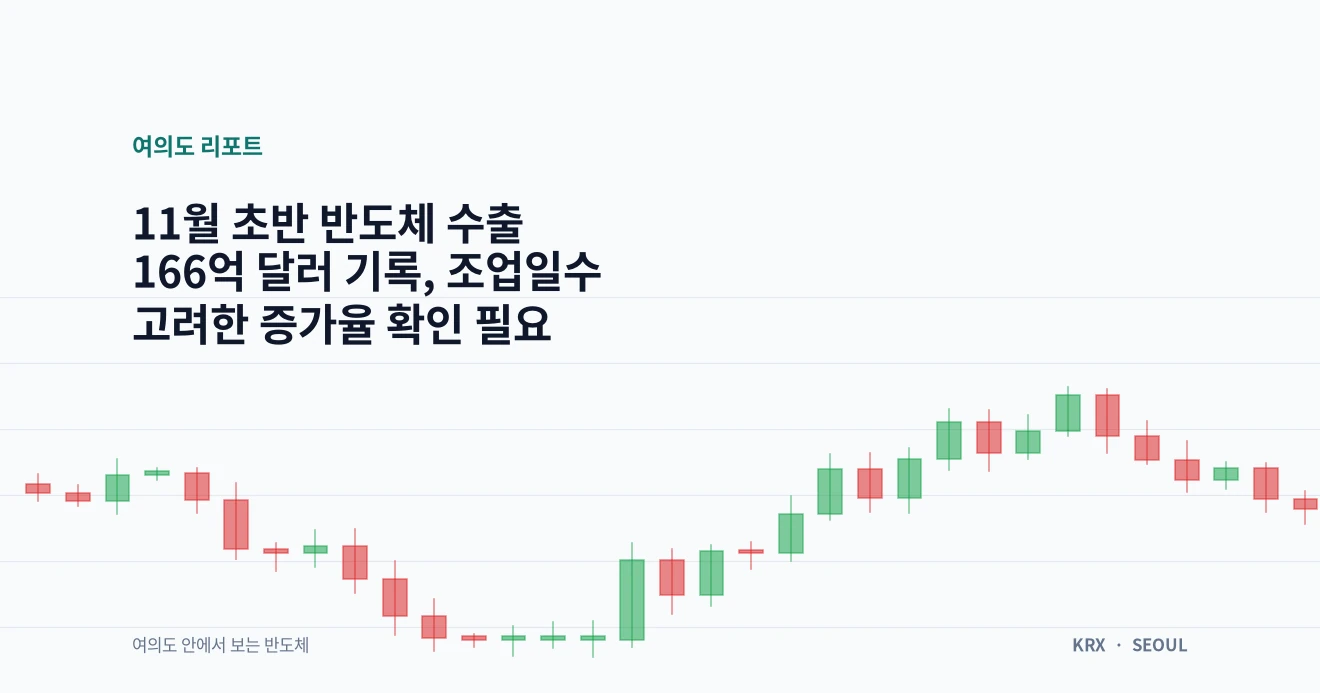 여의도 리포트
11월 초반 반도체 수출
166억 달러 기록, 조업일수
고려한 증가율 확인 필요
여의도 안에서 보는 반도체
KRX · SEOUL